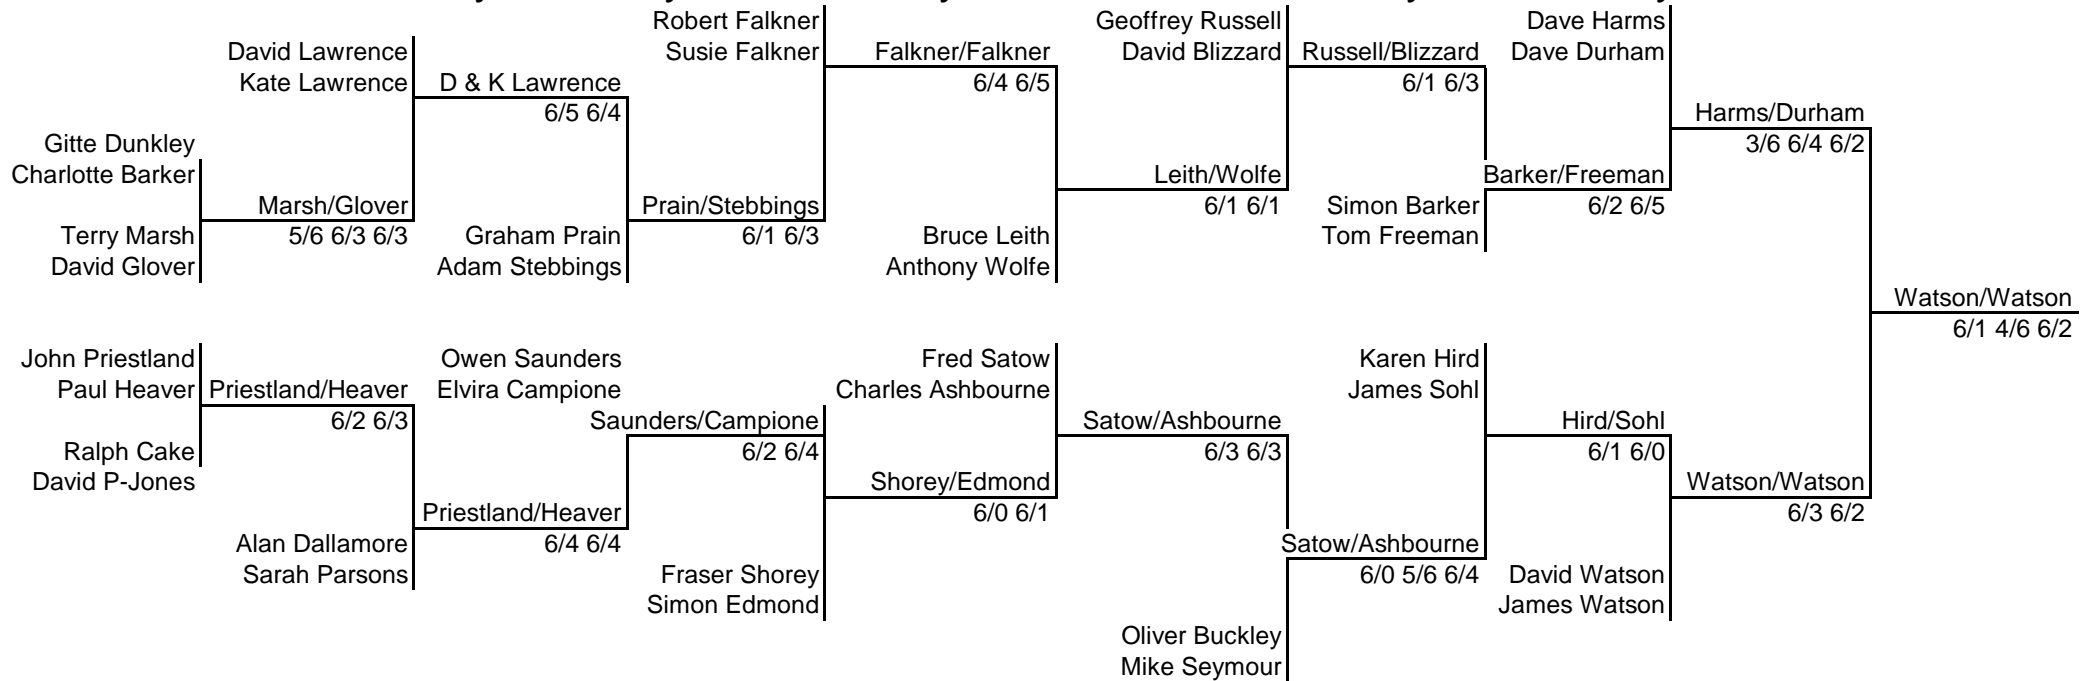 Robert Falkner
Geoffrey Russell
Dave Harms
David Lawrence
Susie Falkner
Falkner/Falkner
David Blizzard
Russell/Blizzard
Dave Durham
Kate Lawrence
D & K Lawrence
6/4 6/5
6/1 6/3
6/5 6/4
Harms/Durham
Gitte Dunkley
3/6 6/4 6/2
Charlotte Barker
Leith/Wolfe
Barker/Freeman
Marsh/Glover
Prain/Stebbings
6/1 6/1
Simon Barker
6/2 6/5
Terry Marsh
5/6 6/3 6/3
Graham Prain
6/1 6/3
Bruce Leith
Tom Freeman
David Glover
Adam Stebbings
Anthony Wolfe
Watson/Watson
6/1 4/6 6/2
John Priestland
Owen Saunders
Fred Satow
Karen Hird
Paul Heaver
Priestland/Heaver
Elvira Campione
Charles Ashbourne
James Sohl
6/2 6/3
Saunders/Campione
Satow/Ashbourne
Hird/Sohl
Ralph Cake
6/2 6/4
6/3 6/3
6/1 6/0
David P-Jones
Shorey/Edmond
Watson/Watson
Priestland/Heaver
6/0 6/1
6/3 6/2
Alan Dallamore
6/4 6/4
Satow/Ashbourne
Sarah Parsons
Fraser Shorey
6/0 5/6 6/4
David Watson
Simon Edmond
James Watson
Oliver Buckley
Mike Seymour